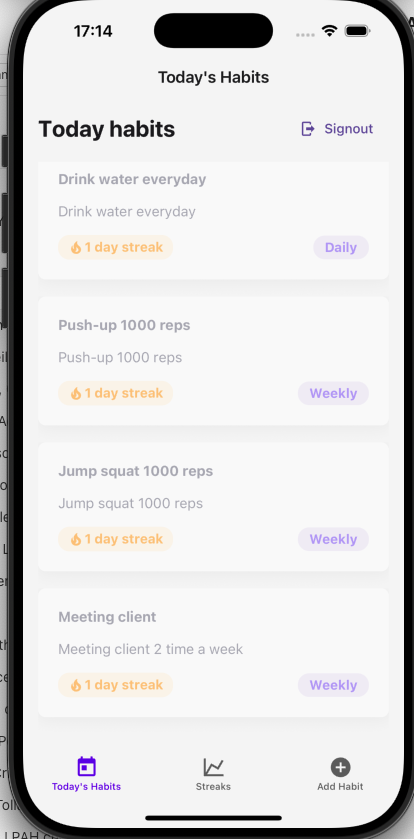 17:14
Today's Habits
Today habits
Signout
Drink water everyday
Drink water everyday
1 day streak
Daily
Push-up 1000 reps
Push-up 1000 reps
1 day streak
Weekly
Jump squat 1000 reps
Jump squat 1000 reps
1 day streak
Weekly
Meeting client
Meeting client 2 time a week
1 day streak
Weekly
Today's Habits
Streaks
Add Habit